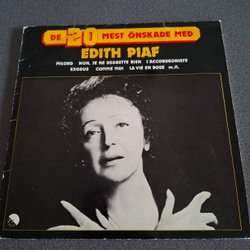 DE 20 MEST ÖNSKADE MED
EDITH PIAF
MILORD NON, JE NE REGRETTE RIEN L'ACCORDEONISTE
EXODUS COMME MOI LA VIE EN ROSE m.fl.